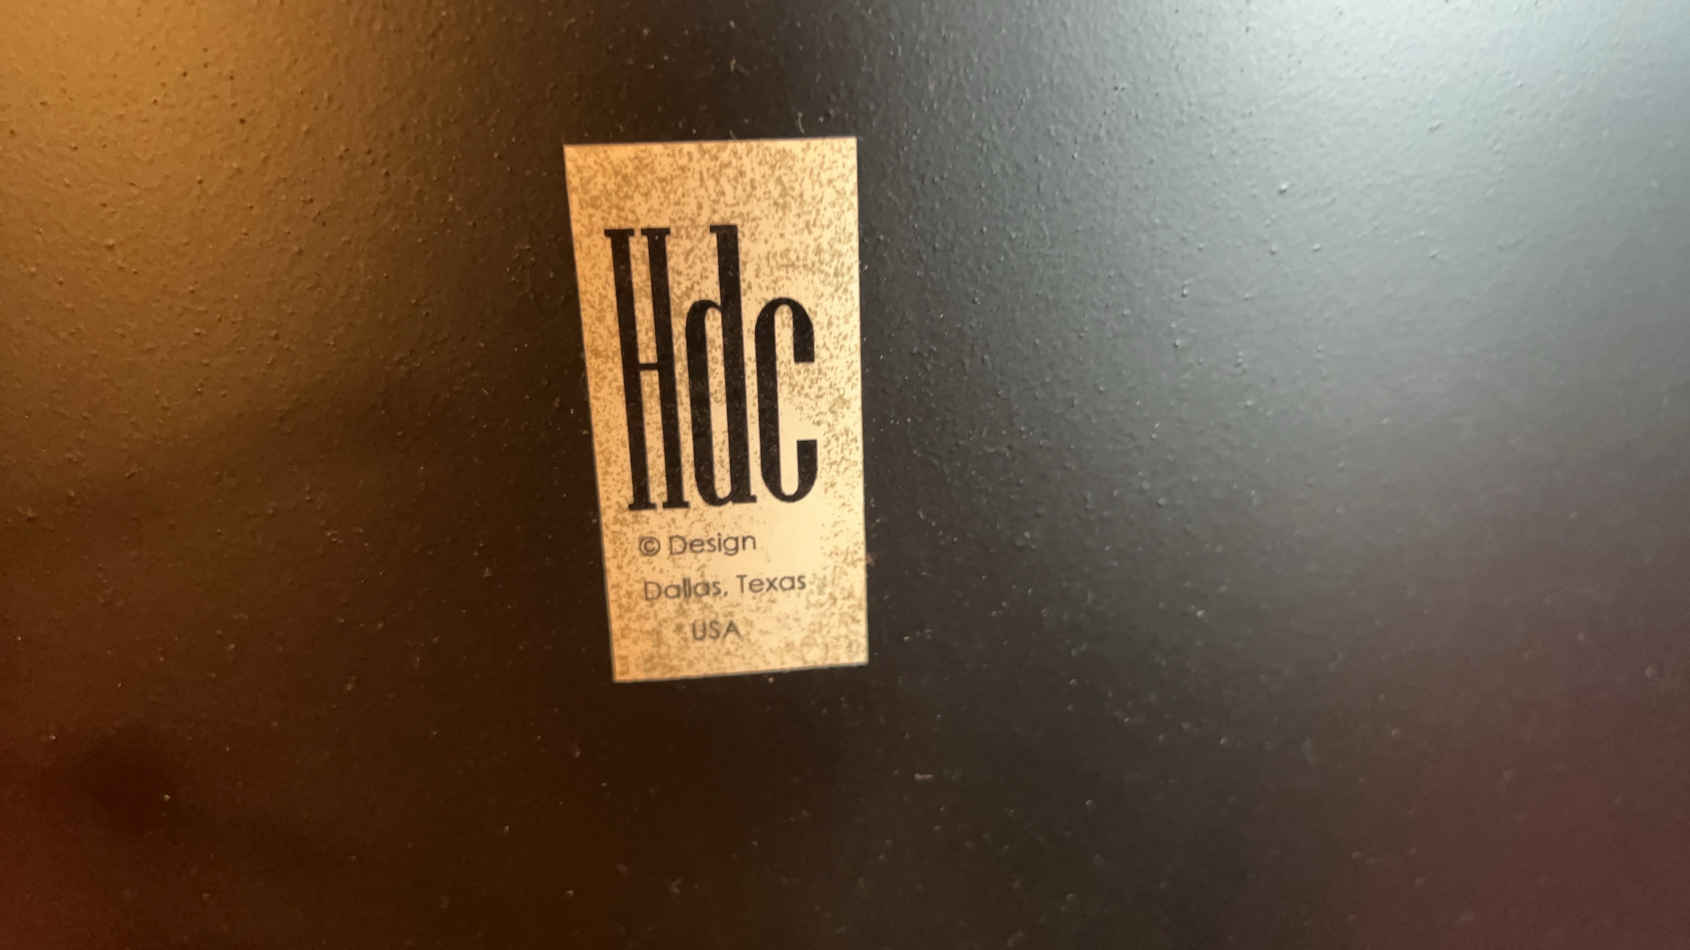 Hdc
© Design
Dallas, Texas
USA